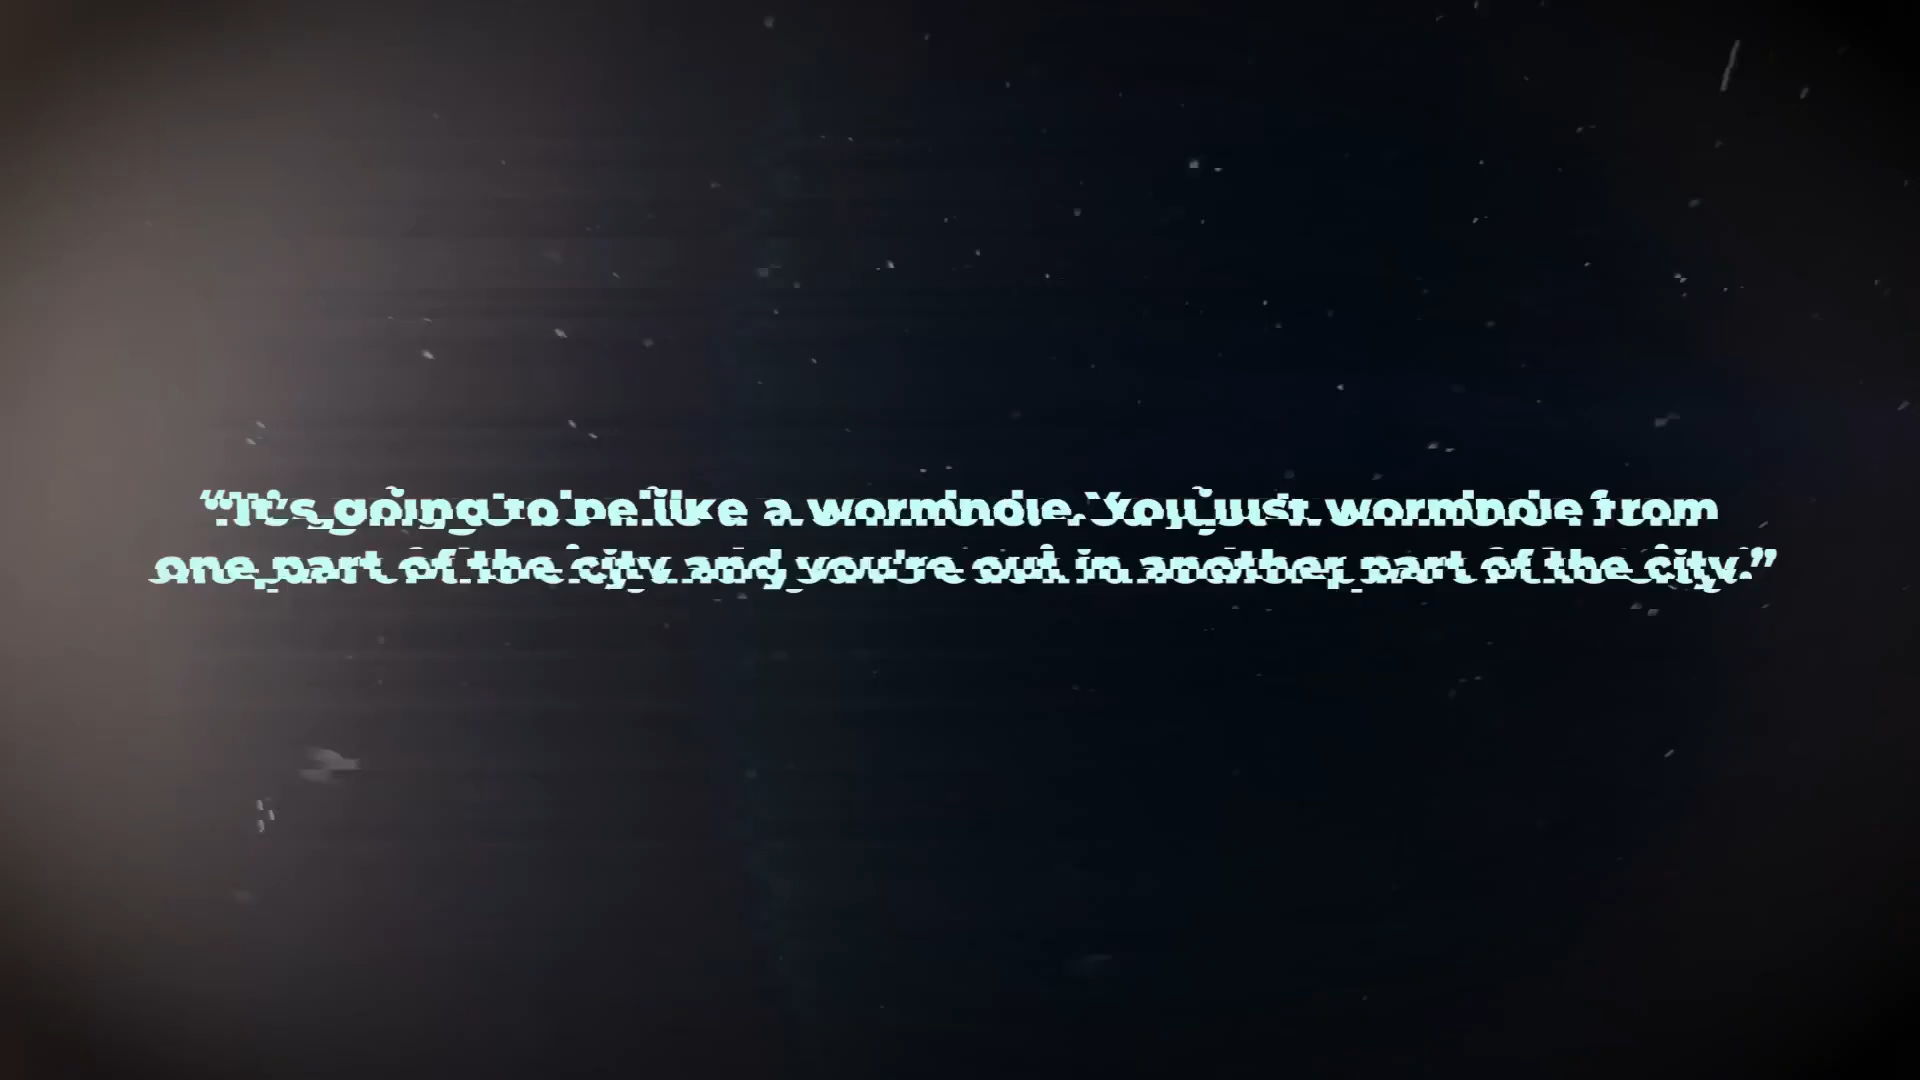 “It’s going to be like a wormhole. You just wormhole from
one part of the city and you're out in another part of the city.”